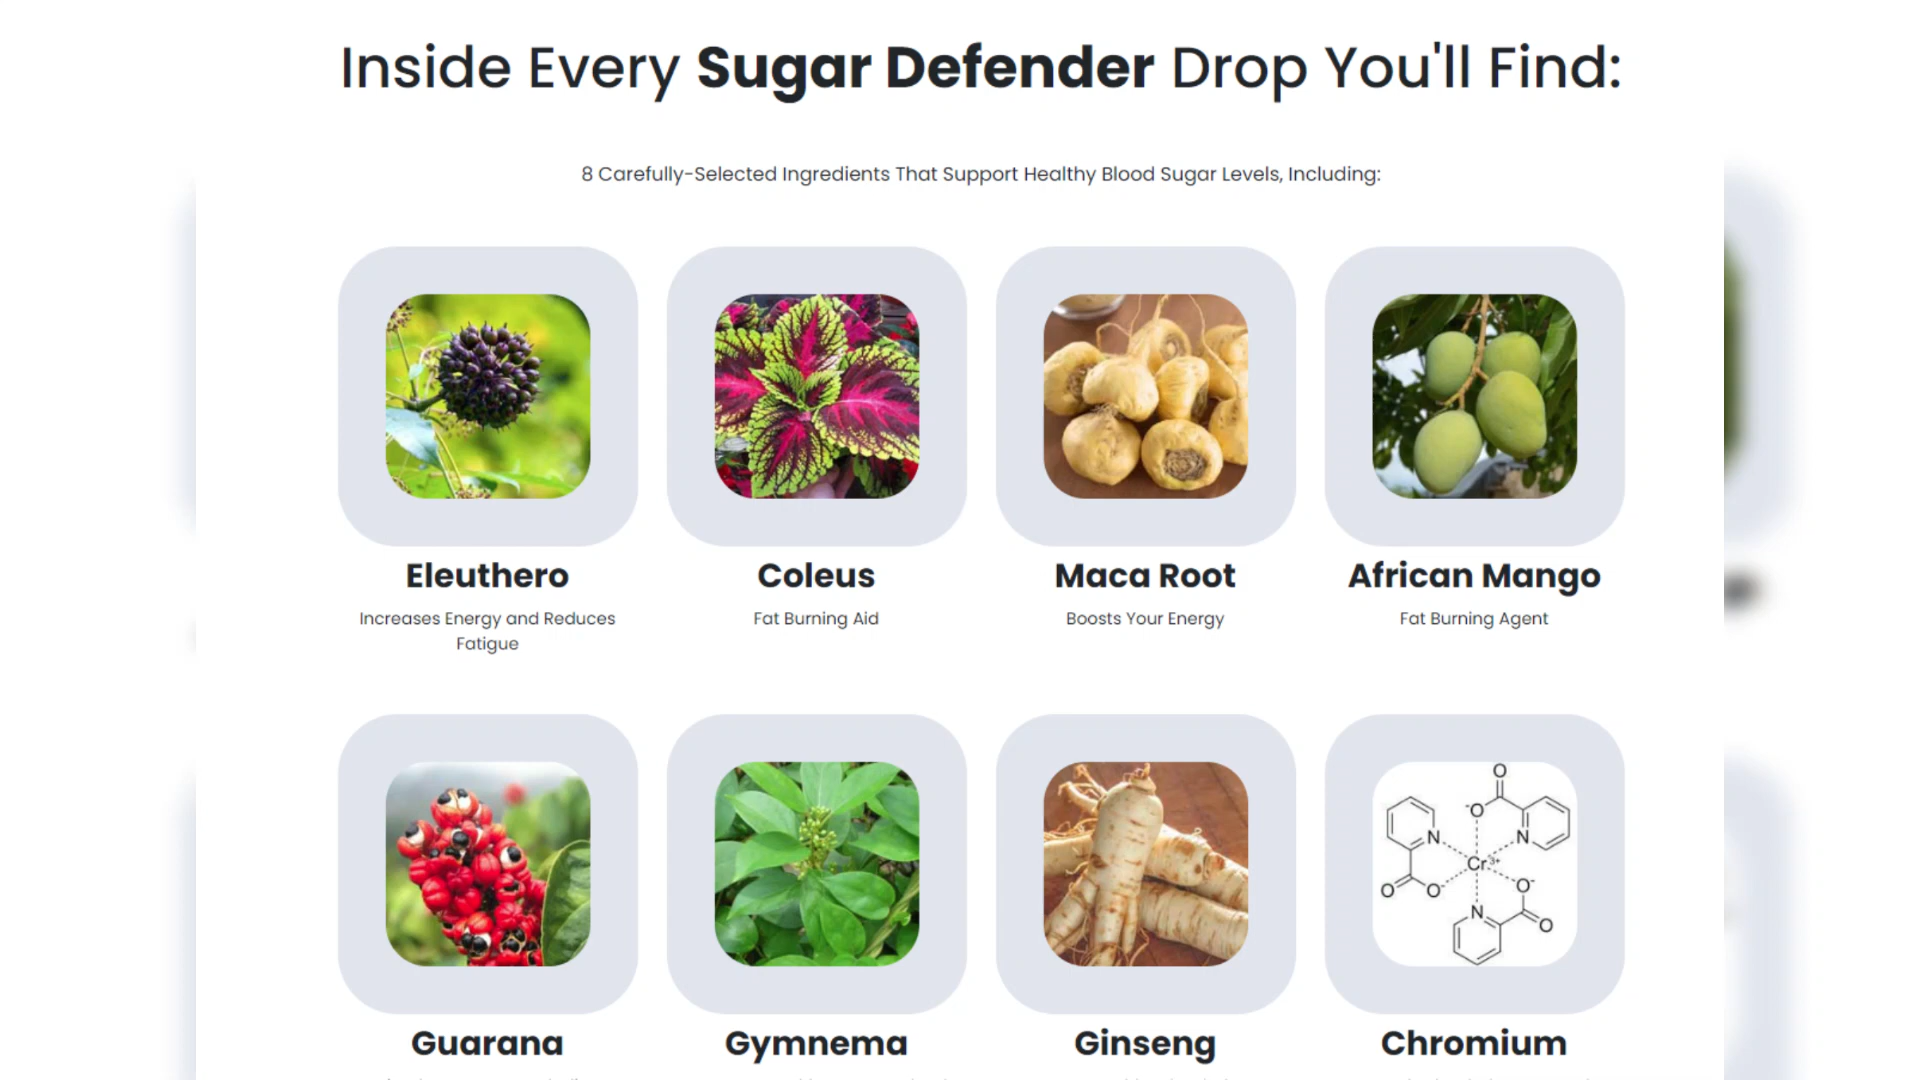 Inside Every Sugar Defender Drop You'll Find:
8 Carefully-Selected Ingredients That Support Healthy Blood Sugar Levels, Including:
Eleuthero
Increases Energy and Reduces
Fatigue
Coleus
Fat Burning Aid
Maca Root
Boosts Your Energy
African Mango
Fat Burning Agent
O
-O
N
N
Cr3+
O
O-
O-
N
O
Guarana
Gymnema
Ginseng
Chromium